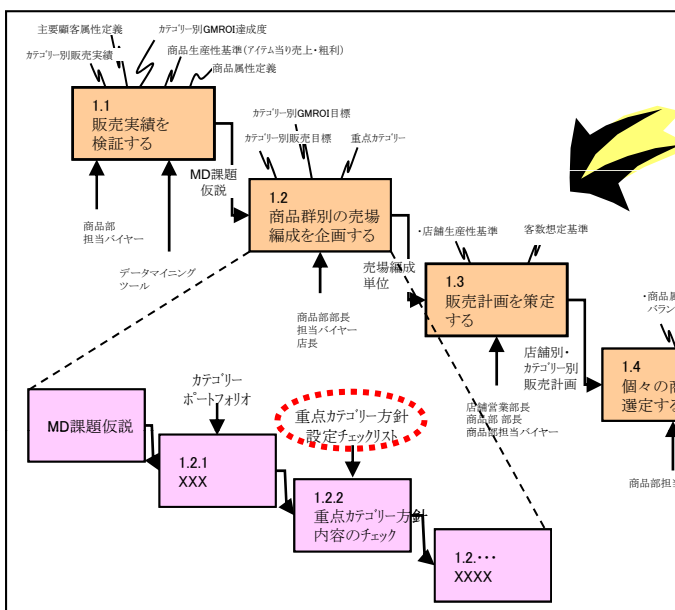 主要顧客属性定義
カテゴリー別GMROI達成度
カテゴリー別販売実績
商品生産性基準(アイテム当り売上・粗利)
商品属性定義
1.1
販売実績を
検証する
MD課題
仮説
商品部
担当バイヤー
データマイニング
ツール
カテゴリー別GMROI目標
カテゴリー別販売目標
重点カテゴリー
1.2
商品群別の売場
編成を企画する
売場編成
単位
商品部部長
担当バイヤー
店長
・店舗生産性基準
客数想定基準
1.3
販売計画を策定
する
店舗別・
カテゴリー別
販売計画
店舗営業部長
商品部 部長
商品部担当バイヤー
・商品属
バラン
1.4
個々の商
選定する
商品部担当
MD課題仮説
カテゴリー
ポートフォリオ
1.2.1
XXX
重点カテゴリー方針
設定チェックリスト
1.2.2
重点カテゴリー方針
内容のチェック
1.2.・・・
XXXX